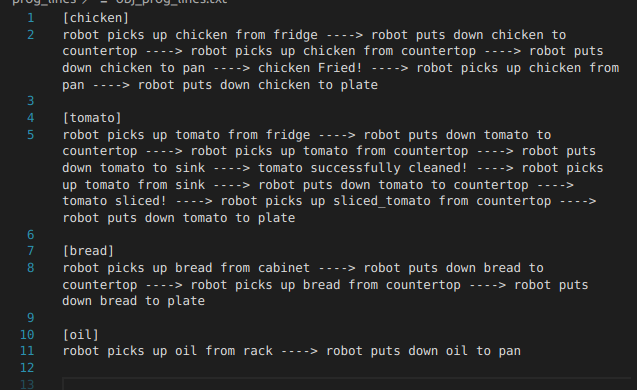 prog_lines > ≡ obj_prog_lines.txt
1 [chicken]
2 robot picks up chicken from fridge ----> robot puts down chicken to
countertop ----> robot picks up chicken from countertop ----> robot puts
down chicken to pan ----> chicken Fried! ----> robot picks up chicken from
pan ----> robot puts down chicken to plate
3
4 [tomato]
5 robot picks up tomato from fridge ----> robot puts down tomato to
countertop ----> robot picks up tomato from countertop ----> robot puts
down tomato to sink ----> tomato successfully cleaned! ----> robot picks
up tomato from sink ----> robot puts down tomato to countertop ---->
tomato sliced! ----> robot picks up sliced_tomato from countertop ---->
robot puts down tomato to plate
6
7 [bread]
8 robot picks up bread from cabinet ----> robot puts down bread to
countertop ----> robot picks up bread from countertop ----> robot puts
down bread to plate
9
10 [oil]
11 robot picks up oil from rack ----> robot puts down oil to pan
12
13